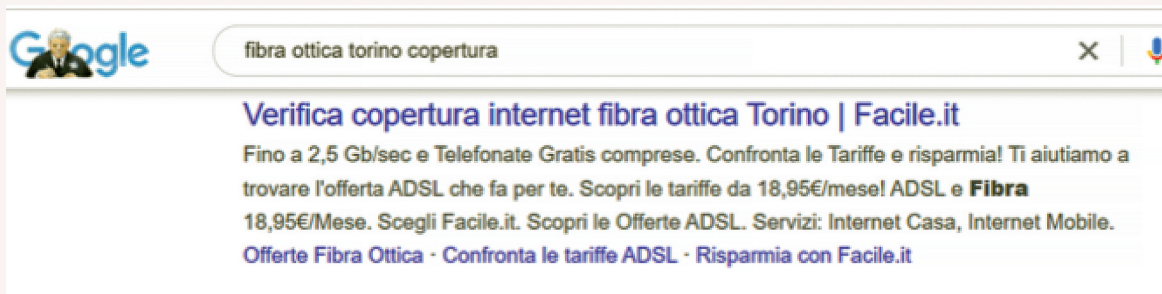 Google
fibra ottica torino copertura
Verifica copertura internet fibra ottica Torino | Facile.it
Fino a 2,5 Gb/sec e Telefonate Gratis comprese. Confronta le Tariffe e risparmia! Ti aiutiamo a
trovare l'offerta ADSL che fa per te. Scopri le tariffe da 18,95€/mese! ADSL e Fibra
18,95€/Mese. Scegli Facile.it. Scopri le Offerte ADSL. Servizi: Internet Casa, Internet Mobile.
Offerte Fibra Ottica · Confronta le tariffe ADSL · Risparmia con Facile.it